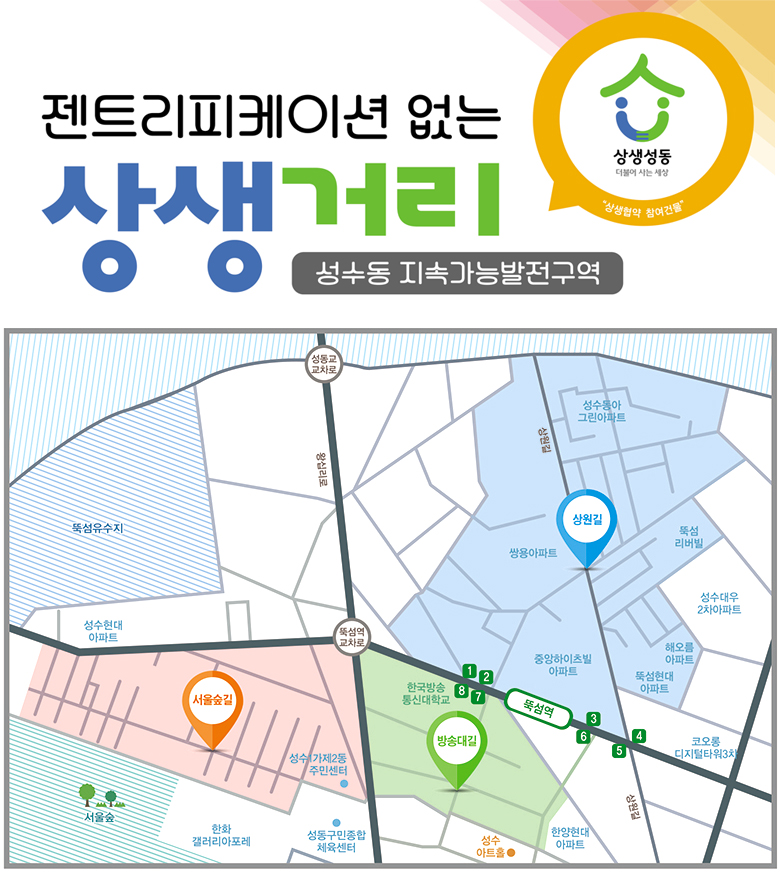 젠트리피케이션 없는
상생거리
성수동 지속가능발전구역
상생성동
더불어 사는 세상
"상생협약 참여건물"
성동교
교차로
성수동아
그린아파트
상원길
왕십리로
상원길
뚝섬유수지
뚝섬
리버빌
쌍용아파트
성수대우
2차아파트
성수현대
아파트
뚝섬역
교차로
해오름
아파트
중앙하이츠빌
아파트
뚝섬현대
아파트
1
2
8
7
한국방송
통신대학교
서울숲길
뚝섬역
3
6
4
5
방송대길
코오롱
디지털타워3차
성수1가제2동
주민센터
서울숲
상원길
한화
갤러리아포레
성동구민종합
체육센터
성수
아트홀
한양현대
아파트